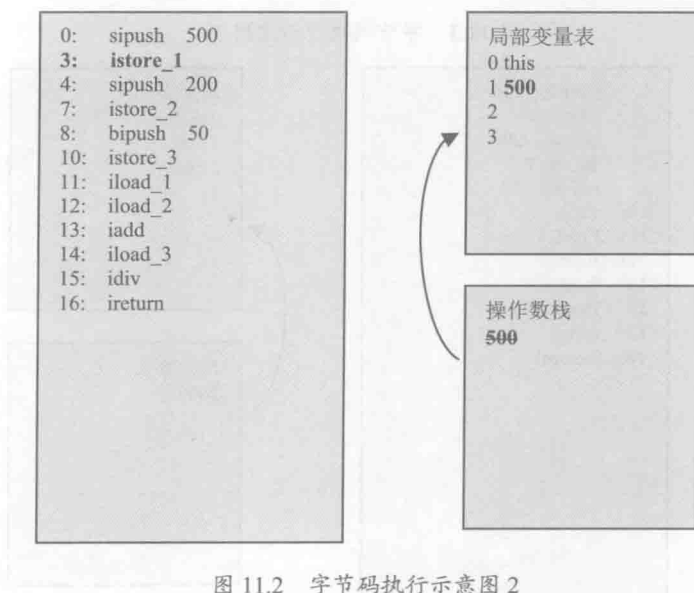 0: sipush 500
3: istore_1
4: sipush 200
7: istore_2
8: bipush 50
10: istore_3
11: iload_1
12: iload_2
13: iadd
14: iload_3
15: idiv
16: ireturn
局部变量表
0 this
1 500
2
3
操作数栈
500
图 11.2 字节码执行示意图 2